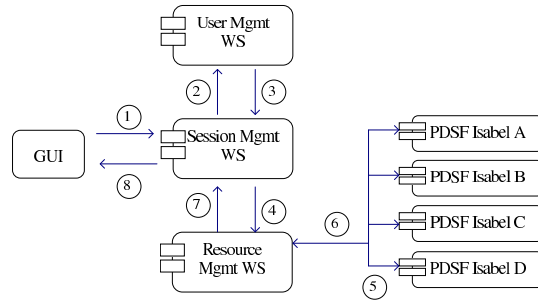 User Mgmt
WS
2
3
1
Session Mgmt
WS
GUI
8
7
4
Resource
Mgmt WS
6
5
PDSF Isabel A
PDSF Isabel B
PDSF Isabel C
PDSF Isabel D